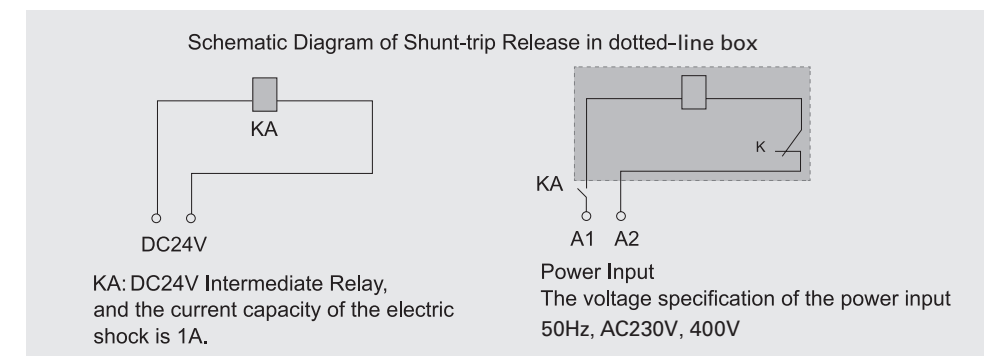 Schematic Diagram of Shunt-trip Release in dotted-line box
KA
DC24V
KA: DC24V Intermediate Relay,
and the current capacity of the electric
shock is 1A.
K
KA
A1 A2
Power Input
The voltage specification of the power input
50Hz, AC230V, 400V